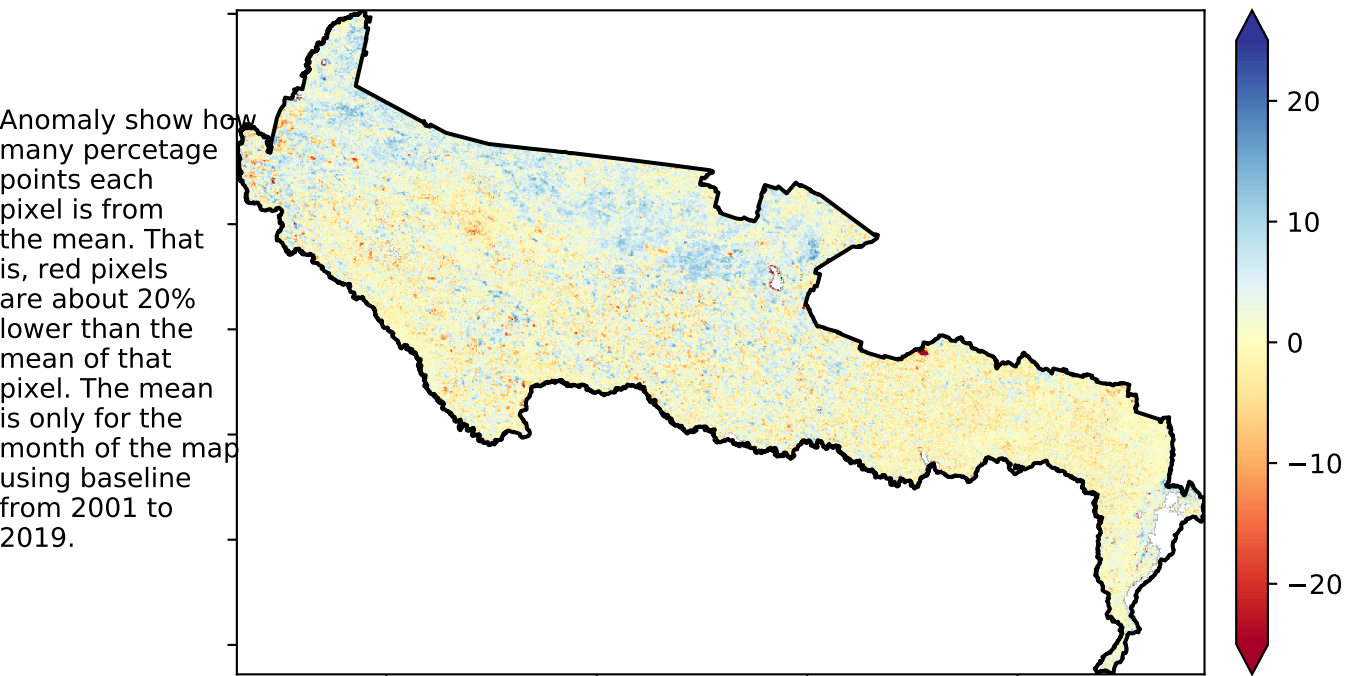 Anomaly show how
many percetage
points each
pixel is from
the mean. That
is, red pixels
are about 20%
lower than the
mean of that
pixel. The mean
is only for the
month of the map
using baseline
from 2001 to
2019.
20
10
0
−10
−20